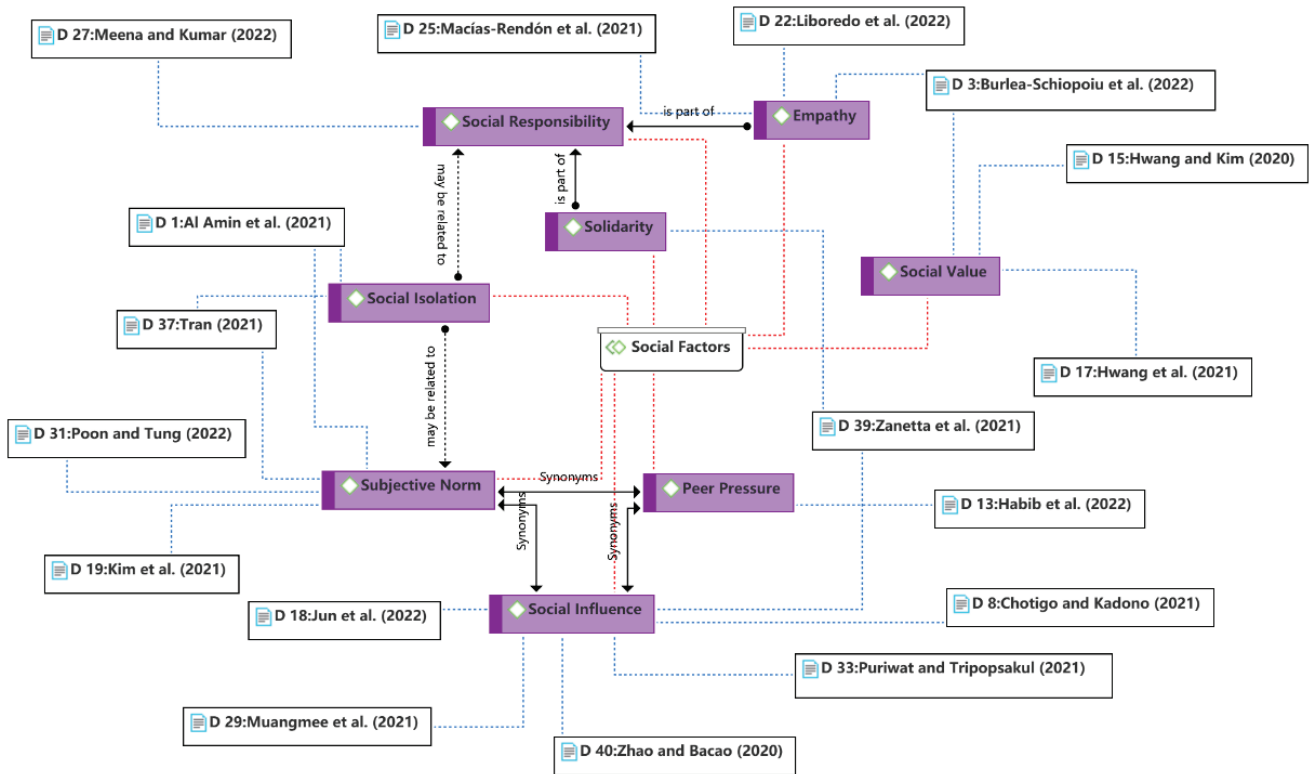 D 22:Liboredo et al. (2022)
D 27:Meena and Kumar (2022)
D 25:Macías-Rendón et al. (2021)
D 3:Burlea-Schiopoiu et al. (2022)
Social Responsibility
is part of
Empathy
D 15:Hwang and Kim (2020)
may be related to
is part of
D 1:Al Amin et al. (2021)
Solidarity
Social Value
Social Isolation
D 37:Tran (2021)
Social Factors
may be related to
D 17:Hwang et al. (2021)
D 31:Poon and Tung (2022)
D 39:Zanetta et al. (2021)
Subjective Norm
Synonyms
Peer Pressure
D 13:Habib et al. (2022)
Synonyms
Synonyms
D 19:Kim et al. (2021)
D 18:Jun et al. (2022)
Social Influence
D 8:Chotigo and Kadono (2021)
D 33:Puriwat and Tripopsakul (2021)
D 29:Muangmee et al. (2021)
D 40:Zhao and Bacao (2020)